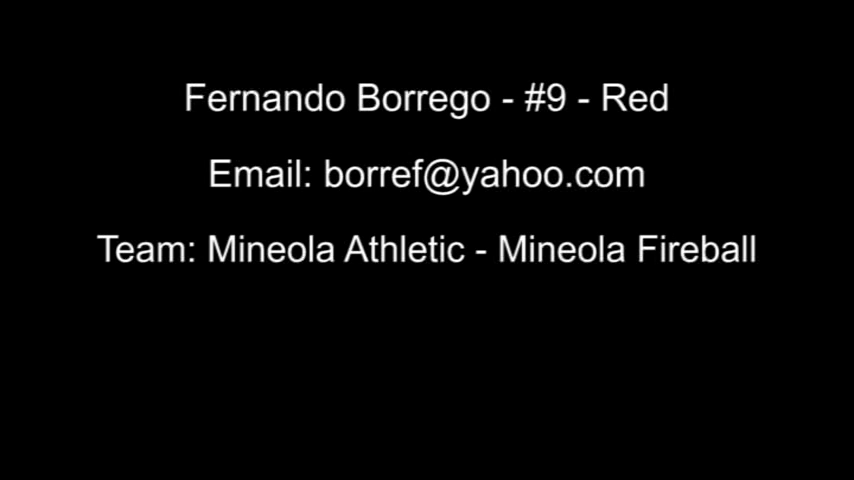 Fernando Borrego - #9 - Red
Email: borref@yahoo.com
Team: Mineola Athletic - Mineola Fireball